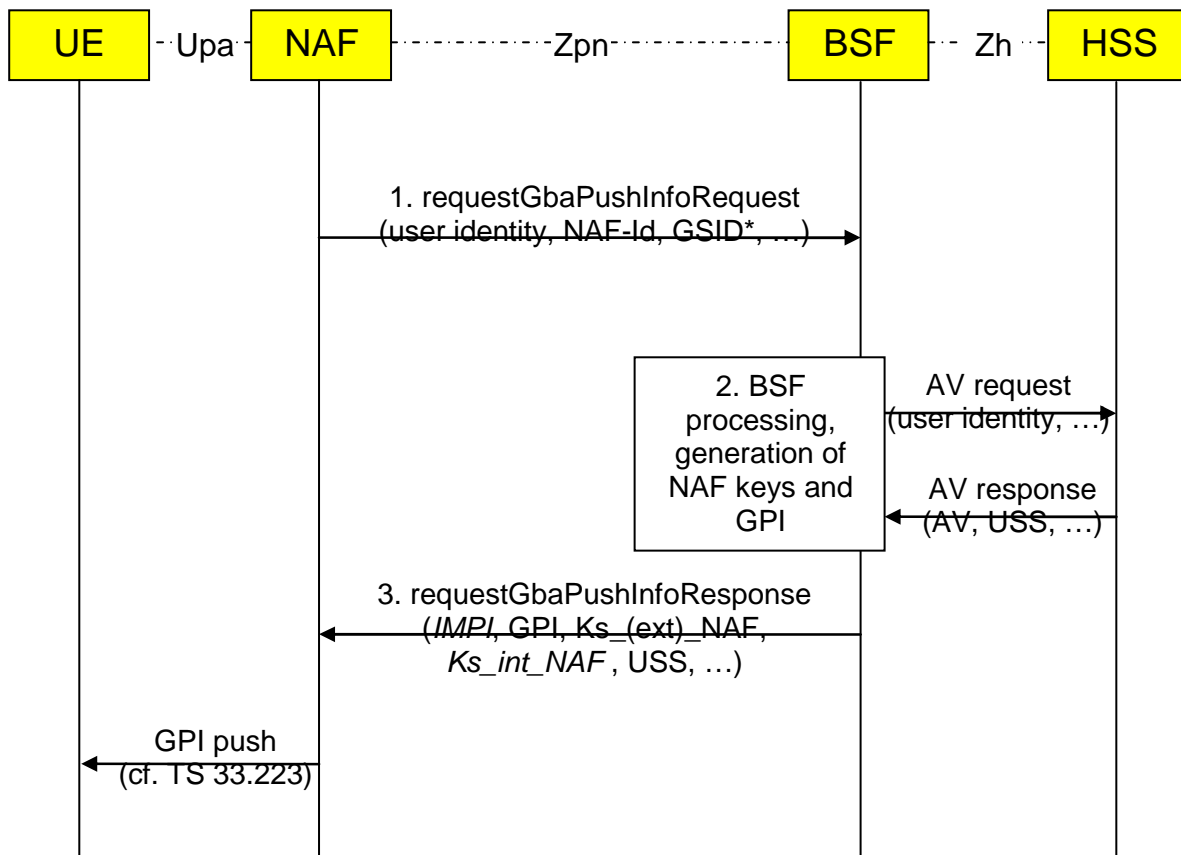 UE Upa NAF Zpn BSF Zh HSS
1. requestGbaPushInfoRequest
(user identity, NAF-Id, GSID*, …)
2. BSF
processing,
generation of
NAF keys and
GPI
AV request
(user identity, …)
AV response
(AV, USS, …)
3. requestGbaPushInfoResponse
(IMPI, GPI, Ks_(ext)_NAF,
Ks_int_NAF , USS, …)
GPI push
(cf. TS 33.223)